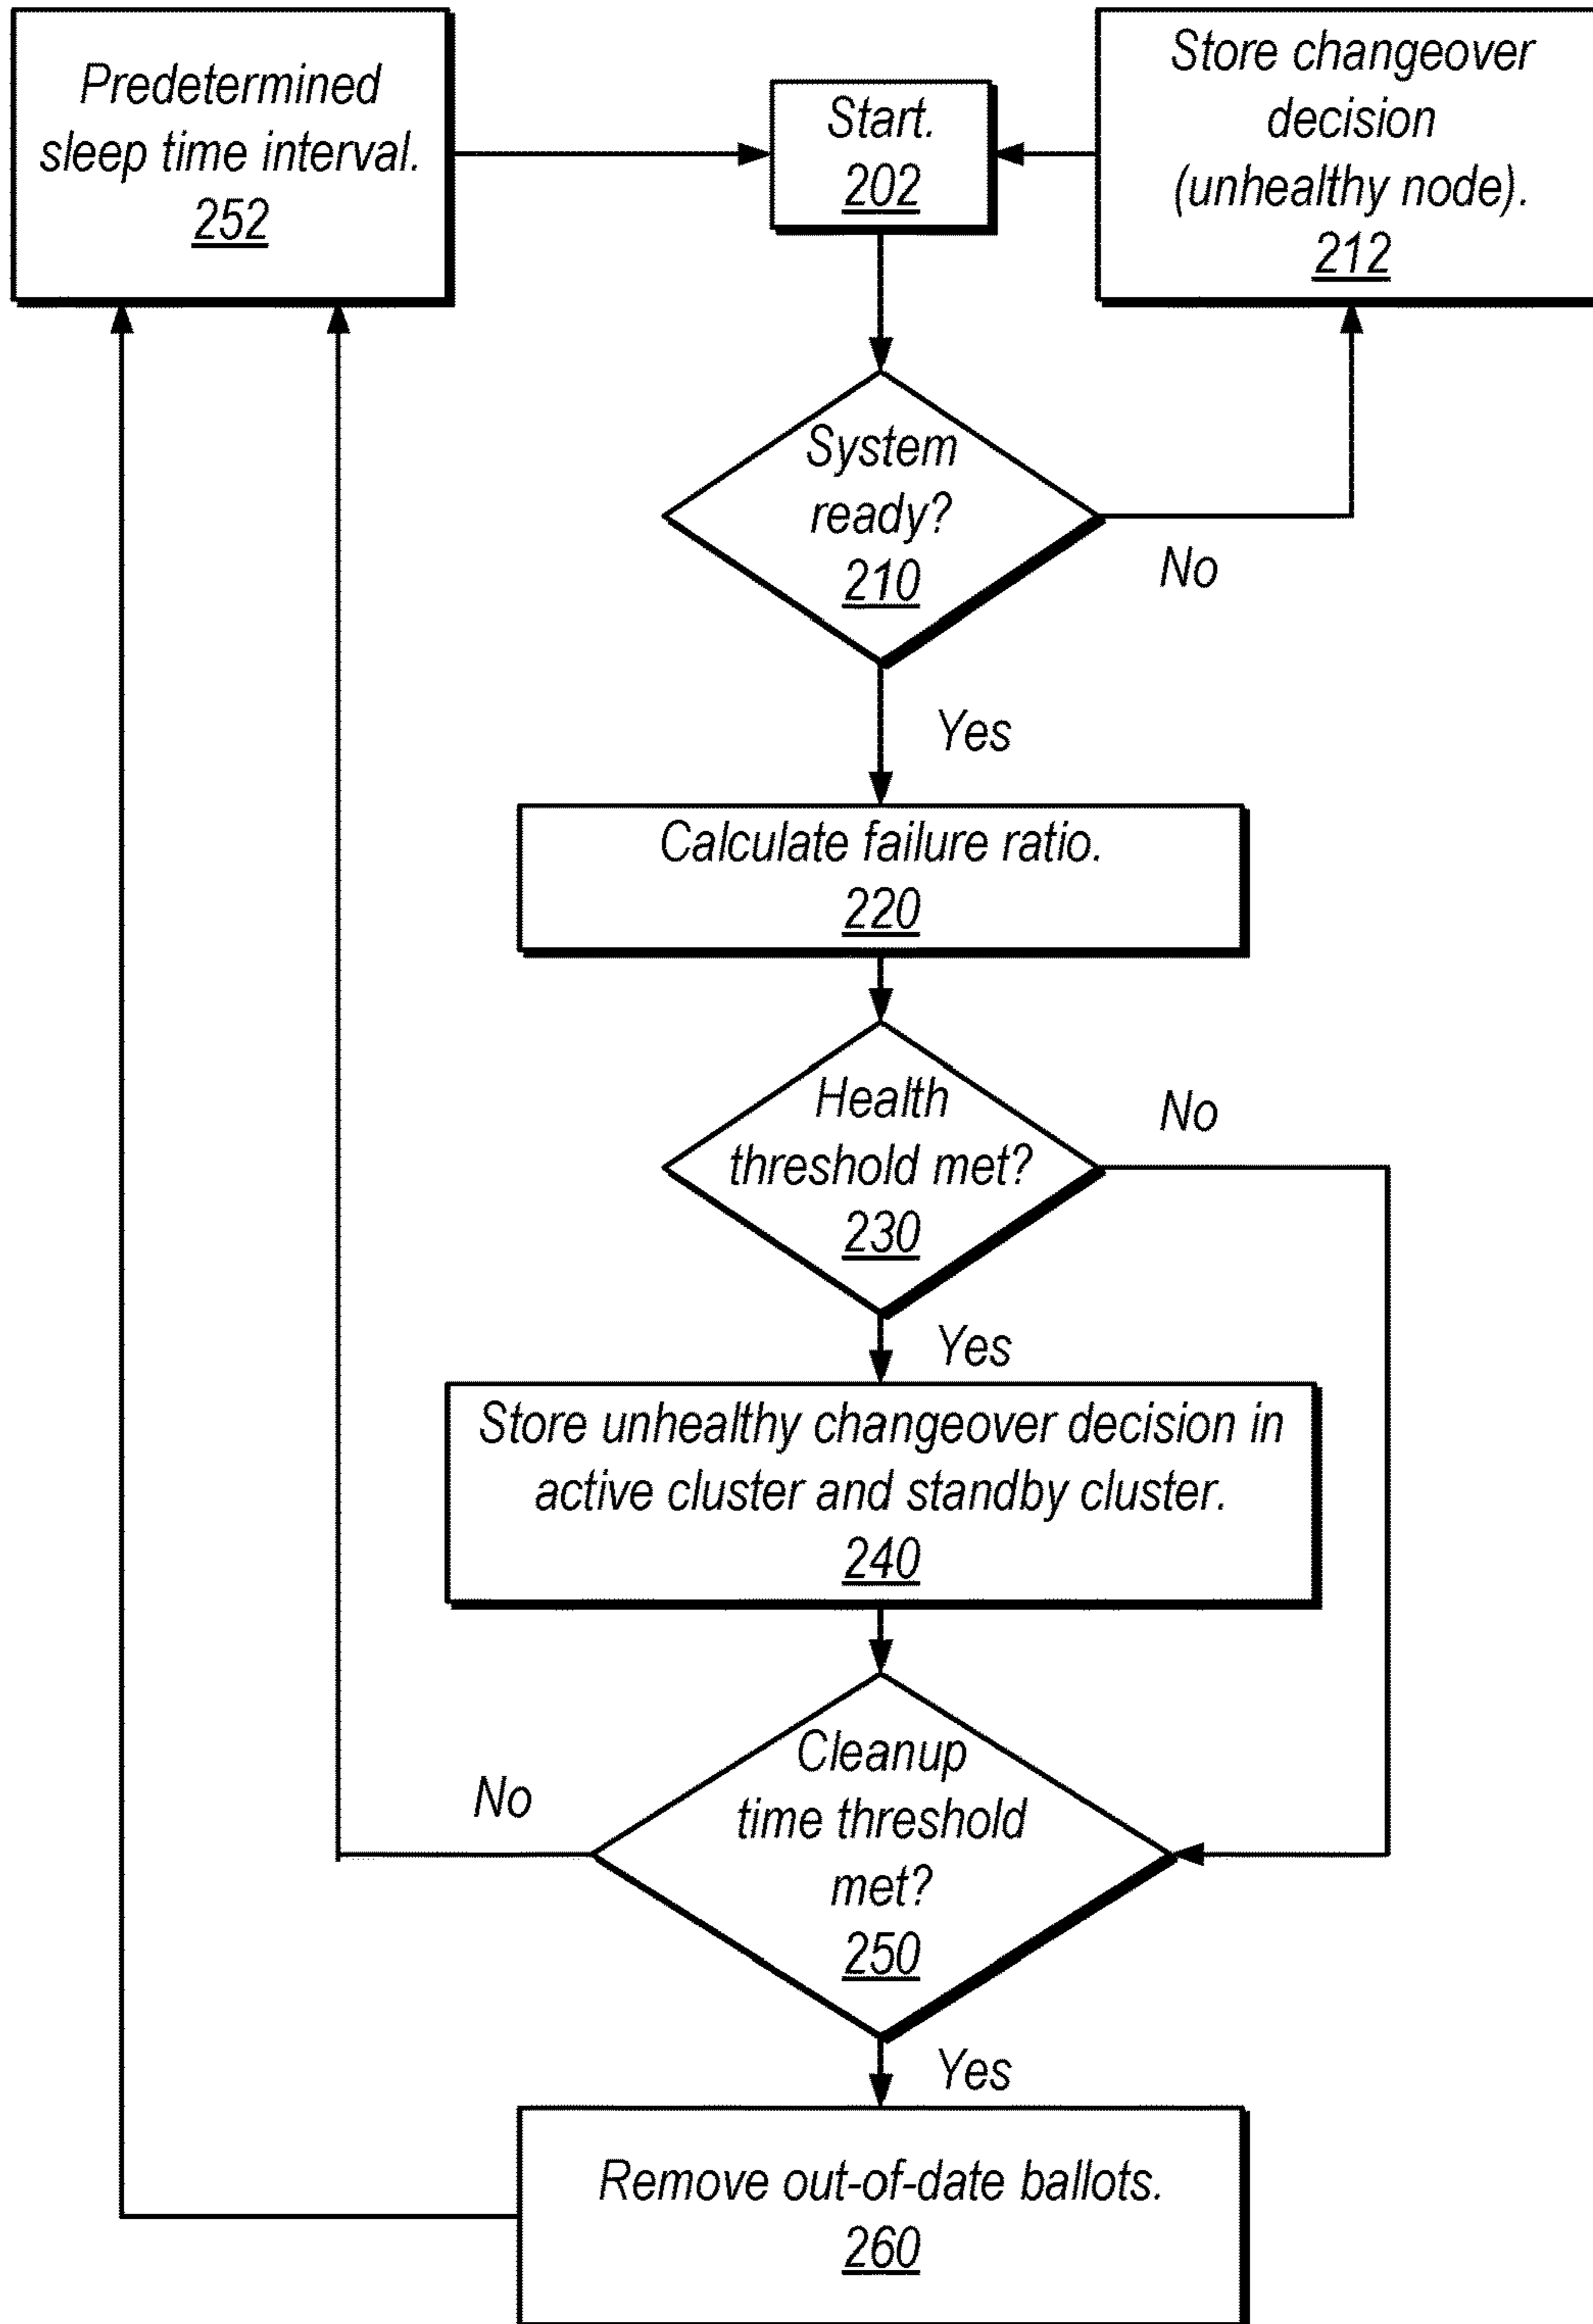 Predetermined
sleep time interval.
252
Start.
202
Store changeover
decision
(unhealthy node).
212
System
ready?
210
No
Yes
Calculate failure ratio.
220
Health
threshold met?
230
No
Yes
Store unhealthy changeover decision in
active cluster and standby cluster.
240
Cleanup
time threshold
met?
250
No
Yes
Remove out-of-date ballots.
260